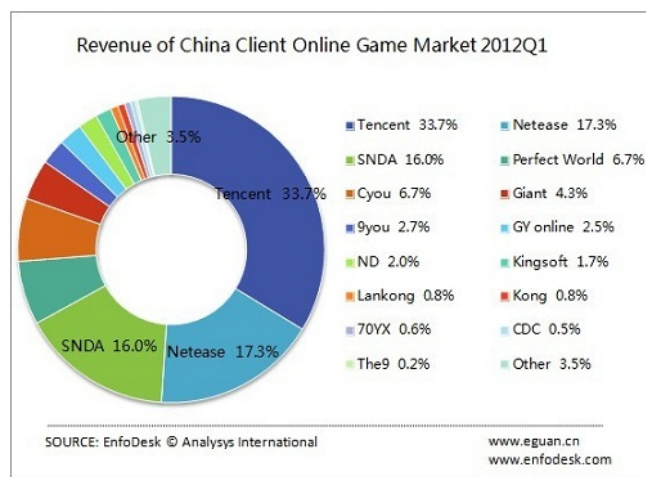 Revenue of China Client Online Game Market 2012Q1
Other 3.5%
Tencent 33.7%
SNDA 16.0%
Netease 17.3%
Tencent 33.7% Netease 17.3%
SNDA 16.0% Perfect World 6.7%
Cyou 6.7% Giant 4.3%
9you 2.7% GY online 2.5%
ND 2.0% Kingsoft 1.7%
Lankong 0.8% Kong 0.8%
70YX 0.6% CDC 0.5%
The9 0.2% Other 3.5%
SOURCE: EnfoDesk © Analysys International www.eguan.cn
www.enfodesk.com